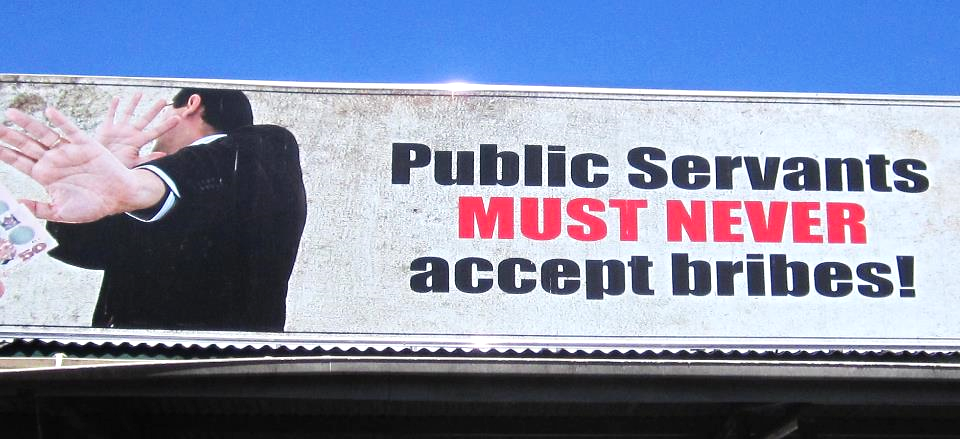 Public Servants
MUST NEVER
accept bribes!